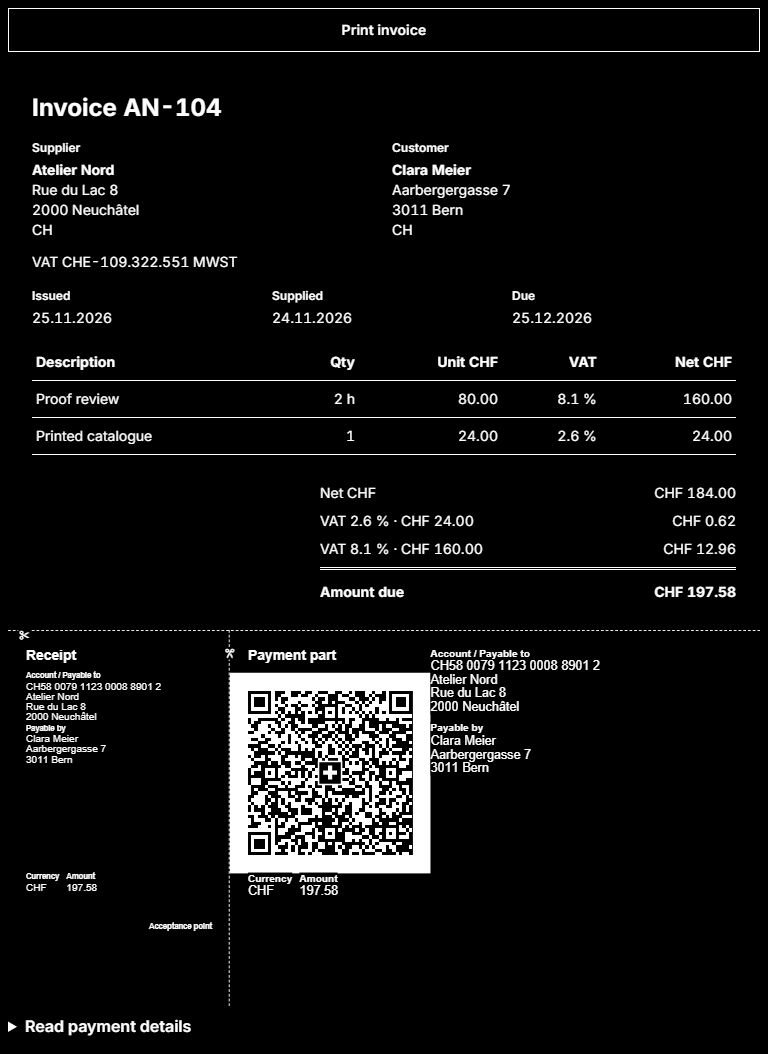 Print invoice
Invoice AN-104
Supplier
Atelier Nord
Rue du Lac 8
2000 Neuchâtel
CH
VAT CHE-109.322.551 MWST
Customer
Clara Meier
Aarbergergasse 7
3011 Bern
CH
Issued Supplied Due
25.11.2026 24.11.2026 25.12.2026
Description Qty Unit CHF VAT Net CHF
Proof review 2 h 80.00 8.1 % 160.00
Printed catalogue 1 24.00 2.6 % 24.00
Net CHF CHF 184.00
VAT 2.6 % · CHF 24.00 CHF 0.62
VAT 8.1 % · CHF 160.00 CHF 12.96
Amount due CHF 197.58
Receipt
Account / Payable to
CH58 0079 1123 0008 8901 2
Atelier Nord
Rue du Lac 8
2000 Neuchâtel
Payable by
Clara Meier
Aarbergergasse 7
3011 Bern
Currency Amount
CHF 197.58
Acceptance point
Payment part
Currency Amount
CHF 197.58
Account / Payable to
CH58 0079 1123 0008 8901 2
Atelier Nord
Rue du Lac 8
2000 Neuchâtel
Payable by
Clara Meier
Aarbergergasse 7
3011 Bern
Read payment details